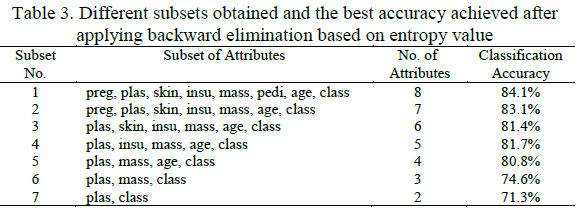 Table 3. Different subsets obtained and the best accuracy achieved after
applying backward elimination based on entropy value
Subset Subset of Attributes No. of Classification
No. Attributes Accuracy
1 preg, plas, skin, insu, mass, pedi, age, class 8 84.1%
2 preg, plas, skin, insu, mass, age, class 7 83.1%
3 plas, skin, insu, mass, age, class 6 81.4%
4 plas, insu, mass, age, class 5 81.7%
5 plas, mass, age, class 4 80.8%
6 plas, mass, class 3 74.6%
7 plas, class 2 71.3%